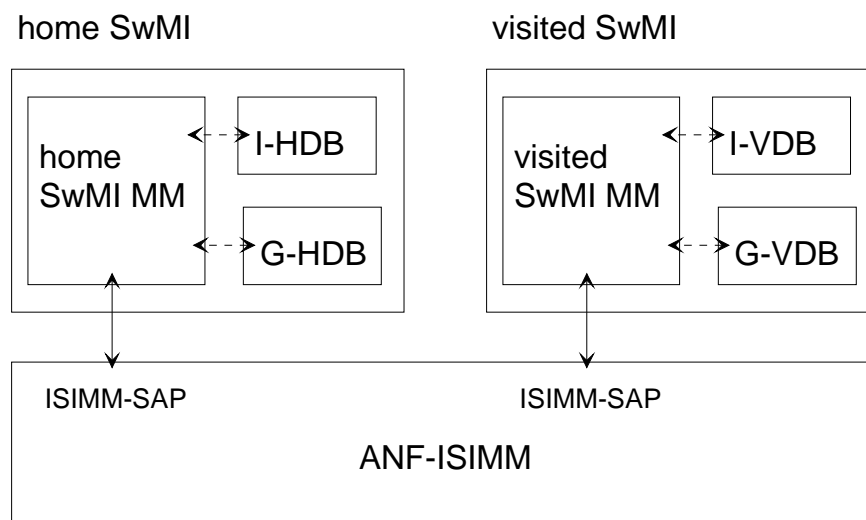 home SwMI
visited SwMI
home
SwMI MM
I-HDB
G-HDB
visited
SwMI MM
I-VDB
G-VDB
ISIMM-SAP
ISIMM-SAP
ANF-ISIMM